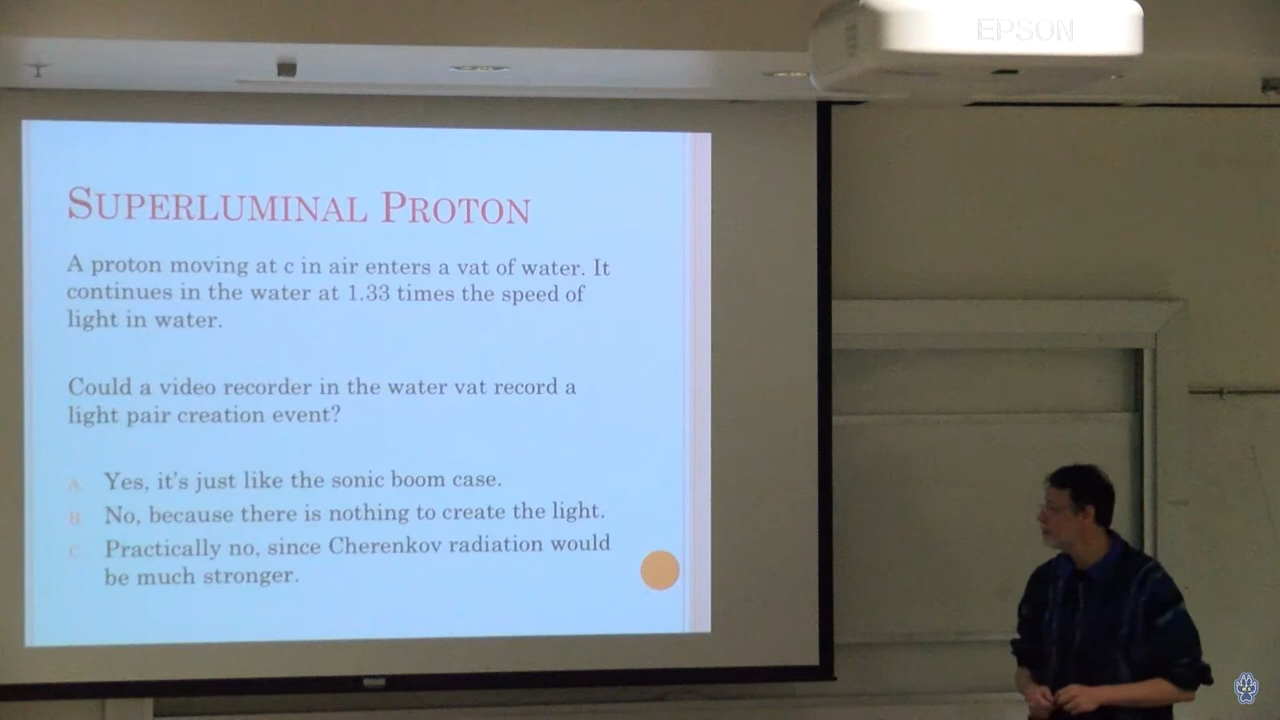 EPSON
SUPERLUMINAL PROTON
A proton moving at c in air enters a vat of water. It
continues in the water at 1.33 times the speed of
light in water.
Could a video recorder in the water vat record a
light pair creation event?
A. Yes, it's just like the sonic boom case.
B. No, because there is nothing to create the light.
C. Practically no, since Cherenkov radiation would
be much stronger.